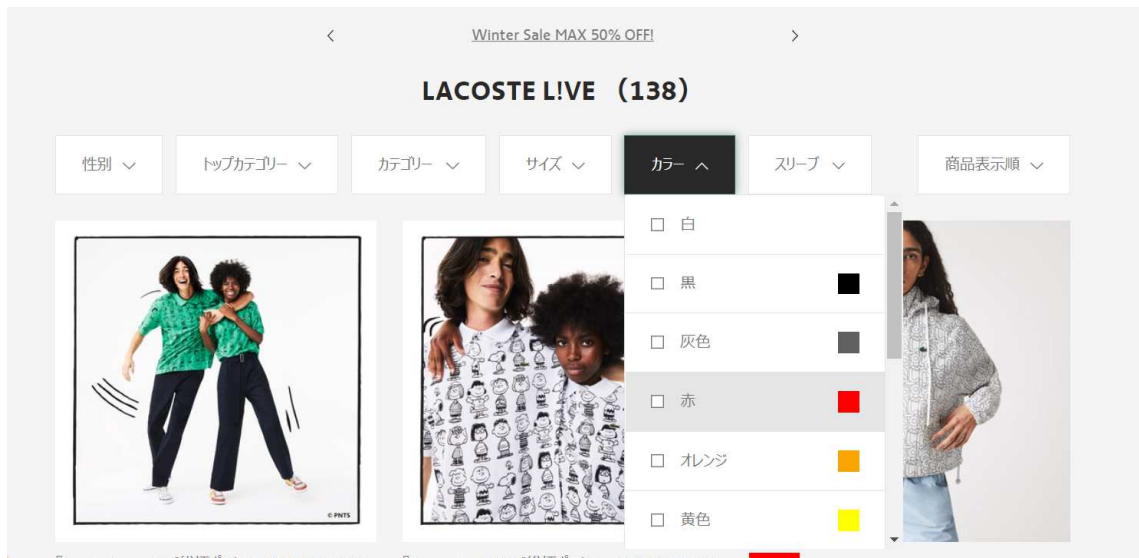 Winter Sale MAX 50% OFF!
LACOSTE L!VE （138）
性別
トップカテゴリー
カテゴリー
サイズ
カラー
スリーブ
商品表示順
白
黒
灰色
赤
オレンジ
黄色
© PNTS